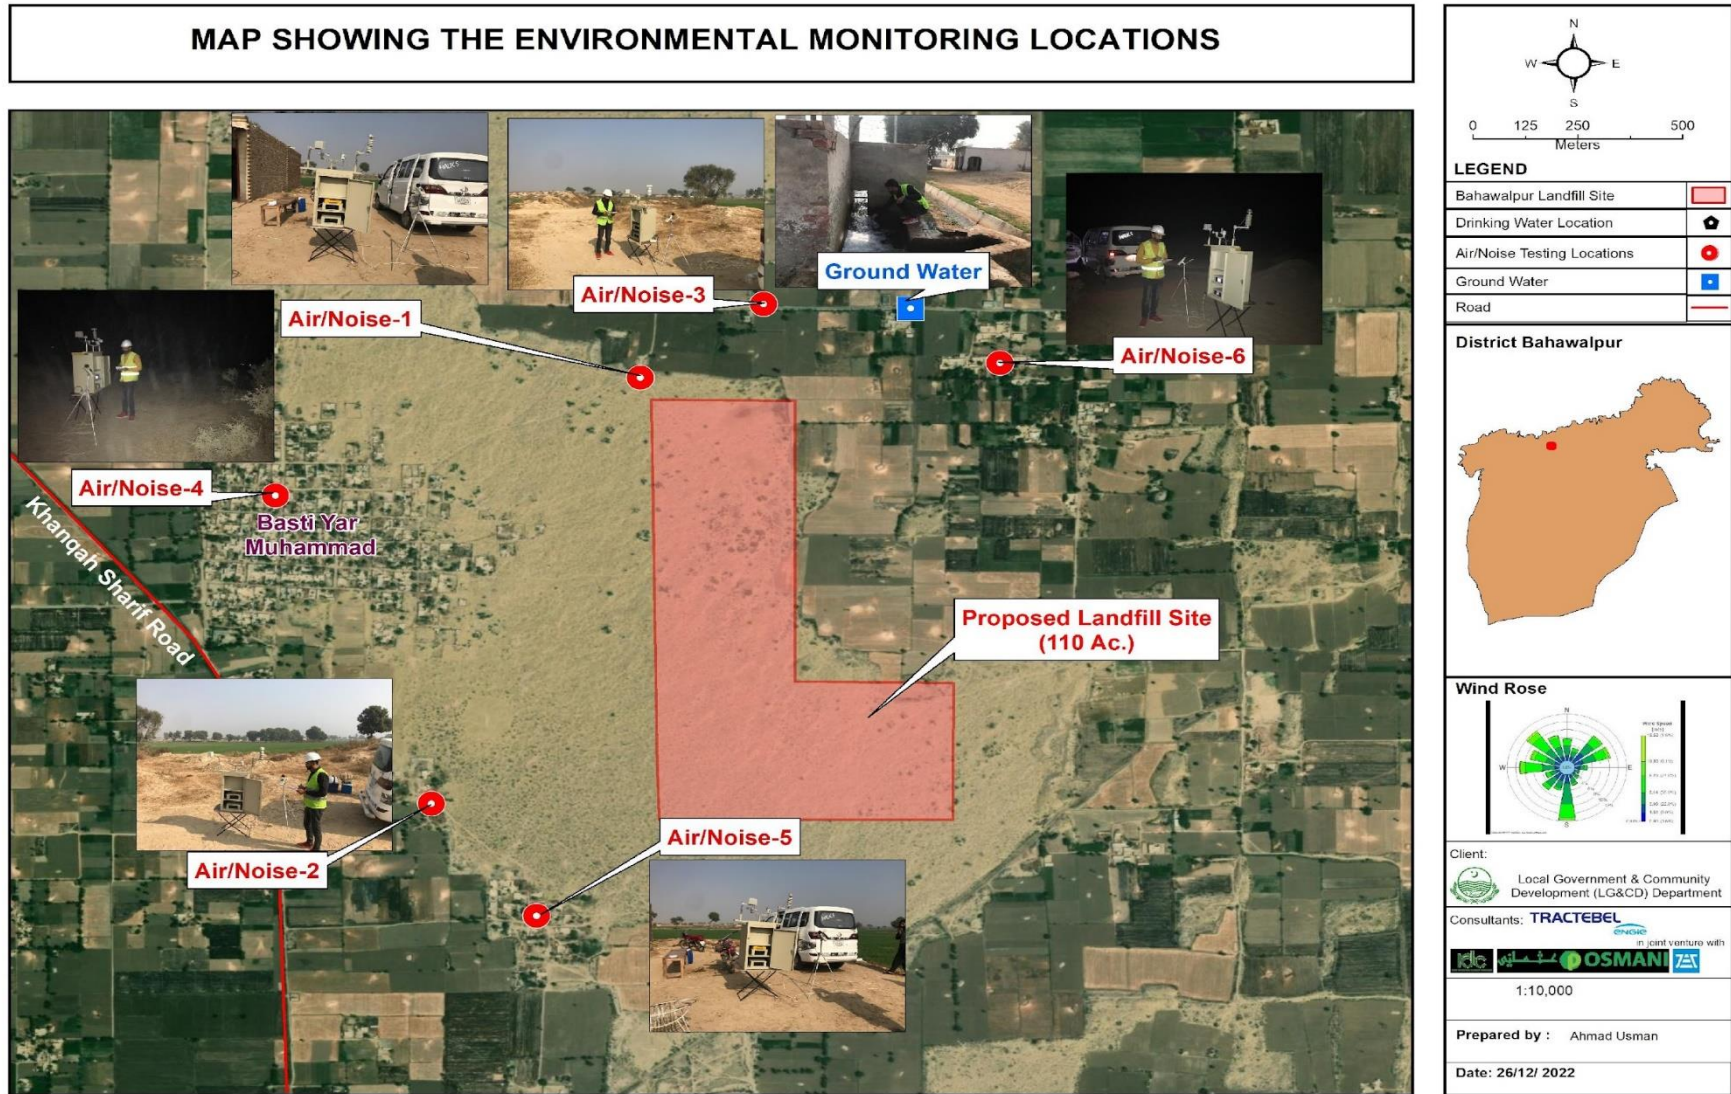 MAP SHOWING THE ENVIRONMENTAL MONITORING LOCATIONS
Air/Noise-3
Ground Water
Air/Noise-1
Air/Noise-6
Air/Noise-4
Basti Yar
Muhammad
Khanqah Sharif Road
Proposed Landfill Site
(110 Ac.)
Air/Noise-5
Air/Noise-2
N
W E
S
0 125 250 500
Meters
LEGEND
Bahawalpur Landfill Site
Drinking Water Location
Air/Noise Testing Locations
Ground Water
Road
District Bahawalpur
Wind Rose
N
W E
S
Client:
Local Government & Community
Development (LG&CD) Department
Consultants: TRACTEBEL
ENGIE
in joint venture with
عثمانی OSMANI
1:10,000
Prepared by : Ahmad Usman
Date: 26/12/ 2022